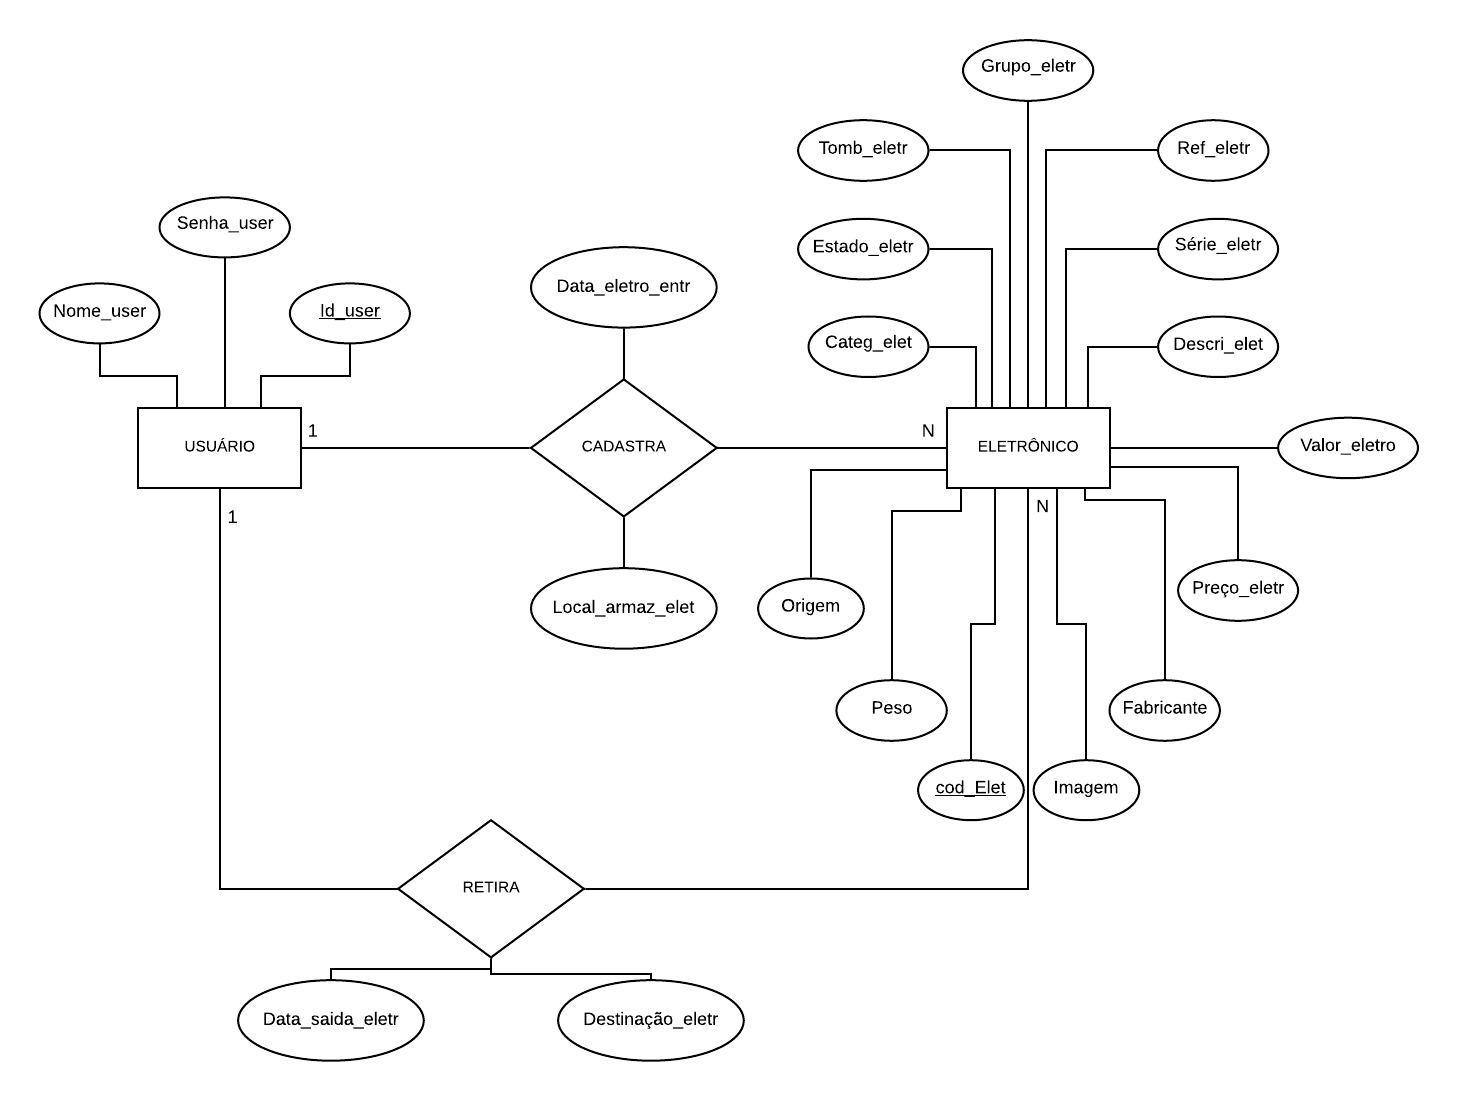 Grupo_eletr
Tomb_eletr
Ref_eletr
Senha_user
Estado_eletr
Série_eletr
Data_eletro_entr
Nome_user
Id_user
Categ_elet
Descri_elet
1
N
USUÁRIO
CADASTRA
ELETRÔNICO
Valor_eletro
1
N
Preço_eletr
Local_armaz_elet
Origem
Peso
Fabricante
cod_Elet
Imagem
RETIRA
Data_saida_eletr
Destinação_eletr